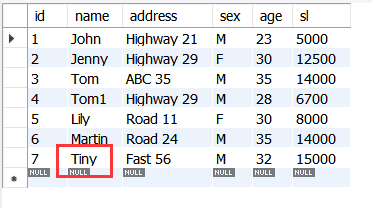 id name address sex age sl
1 John Highway 21 M 23 5000
2 Jenny Highway 29 F 30 12500
3 Tom ABC 35 M 35 14000
4 Tom1 Highway 29 M 28 6700
5 Lily Road 11 F 30 8000
6 Martin Road 24 M 35 14000
7 Tiny Fast 56 M 32 15000
NULL NULL NULL NULL NULL NULL